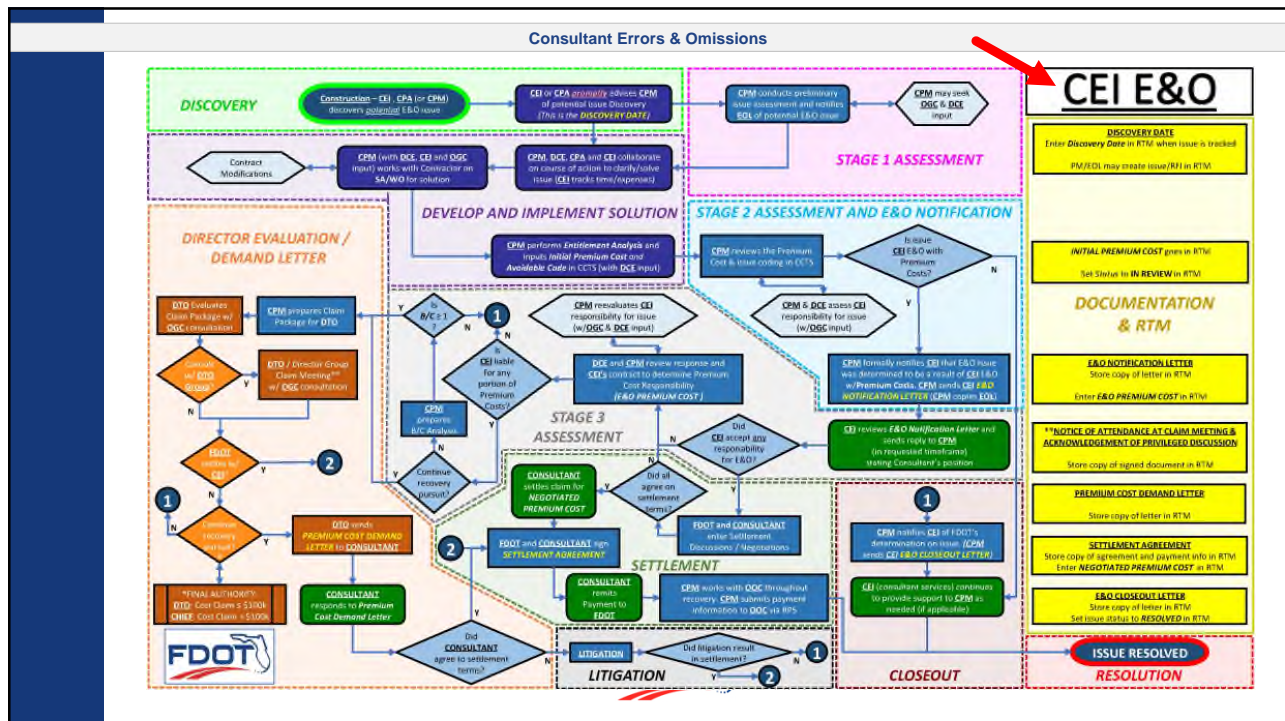 Consultant Errors & Omissions
DISCOVERY
Construction – CEI , CPA (or CPM)
discovers potential E&O issue
CEI or CPA promptly advises CPM
of potential issue Discovery
(This is the DISCOVERY DATE)
CPM conduct preliminary
issue assessment and notifies
EOL of potential E&O issue
CPM may seek
OGC & DCE
input
STAGE 1 ASSESSMENT
CEI E&O
Contract
Modifications
CPM (with DCE, CEI and OGC
input) works with Contractor on
SA/WO for solution
CPM, DCE, CPA and CEI collaborate
on course of action to clarify/solve
issue (CEI tracks time/expenses)
DEVELOP AND IMPLEMENT SOLUTION
CPM performs Entitlement Analysis and
inputs Initial Premium Cost and
Avoidable Code in CCTS (with DCE input)
STAGE 2 ASSESSMENT AND E&O NOTIFICATION
CPM reviews the Premium
Cost & issue coding in CCTS
Is issue
CEI E&O with
Premium
Costs?
N
Y
CPM & DCE assess CEI
responsibility for issue
(w/OGC input)
CPM formally notifies CEI that E&O issue
was determined to be a result of CEI E&O
w/Premium Costs. CPM sends CEI E&O
NOTIFICATION LETTER (CPM copies EOL)
DIRECTOR EVALUATION /
DEMAND LETTER
DTO Evaluates
Claim Package w/
OGC consultation
CPM prepares Claim
Package for DTO
Consult
w/ DTO
Group?
Y
N
DTO / Director Group
Claim Meeting**
w/ OGC consultation
FDOT
settles w/
CEI
Y
2
N
1
N
Continue
recovery
pursuit?
Y
DTO sends
PREMIUM COST DEMAND
LETTER to CONSULTANT
*FINAL AUTHORITY:
DTO: Cost Claim ≤ $100k
CHIEF: Cost Claim > $100k
CONSULTANT
responds to Premium
Cost Demand Letter
FDOT
Did
CONSULTANT
agree to settlement
terms?
Y
N
Is
B/C ≥ 1
?
Y
N
1
N
Is
CEI liable
for any
portion of
Premium
Costs?
Y
CPM
prepares
B/C Analysis
Y
Continue
recovery
pursuit?
N
CPM reevaluates CEI
responsibility for issue
(w/OGC & DCE input)
DCE and CPM review response and
CEI's contract to determine Premium
Cost Responsibility
(E&O PREMIUM COST )
STAGE 3
ASSESSMENT
Did
CEI accept any
responsability
for E&O?
N
Y
CEI reviews E&O Notification Letter and
sends reply to CPM
(in requested timeframe)
stating Consultant's position
CONSULTANT
settles claim for
NEGOTIATED
PREMIUM COST
Y
Did all
agree on
settlement
terms?
N
FDOT and CONSULTANT
enter Settlement
Discussions / Negotiations
2
FDOT and CONSULTANT sign
SETTLEMENT AGREEMENT
SETTLEMENT
CONSULTANT
remits
Payment to
FDOT
CPM works with OOC throughout
recovery. CPM submits payment
information to OOC via RPS
LITIGATION
Did litigation result
in settlement?
N
1
Y
2
LITIGATION
1
CPM notifies CEI of FDOT's
determination on issue. (CPM
sends CEI E&O CLOSEOUT LETTER)
CEI (consultant services) continues
to provide support to CPM as
needed (if applicable)
CLOSEOUT
DISCOVERY DATE
Enter Discovery Date in RTM when issue is tracked
PM/EOL may create issue/RFI in RTM
INITIAL PREMIUM COST goes in RTM
Set Status to IN REVIEW in RTM
DOCUMENTATION
& RTM
E&O NOTIFICATION LETTER
Store copy of letter in RTM
Enter E&O PREMIUM COST in RTM
**NOTICE OF ATTENDANCE AT CLAIM MEETING &
ACKNOWLEDGEMENT OF PRIVILEGED DISCUSSION
Store copy of signed document in RTM
PREMIUM COST DEMAND LETTER
Store copy of letter in RTM
SETTLEMENT AGREEMENT
Store copy of agreement and payment info in RTM
Enter NEGOTIATED PREMIUM COST in RTM
E&O CLOSEOUT LETTER
Store copy of letter in RTM
Set issue status to RESOLVED in RTM
ISSUE RESOLVED
RESOLUTION